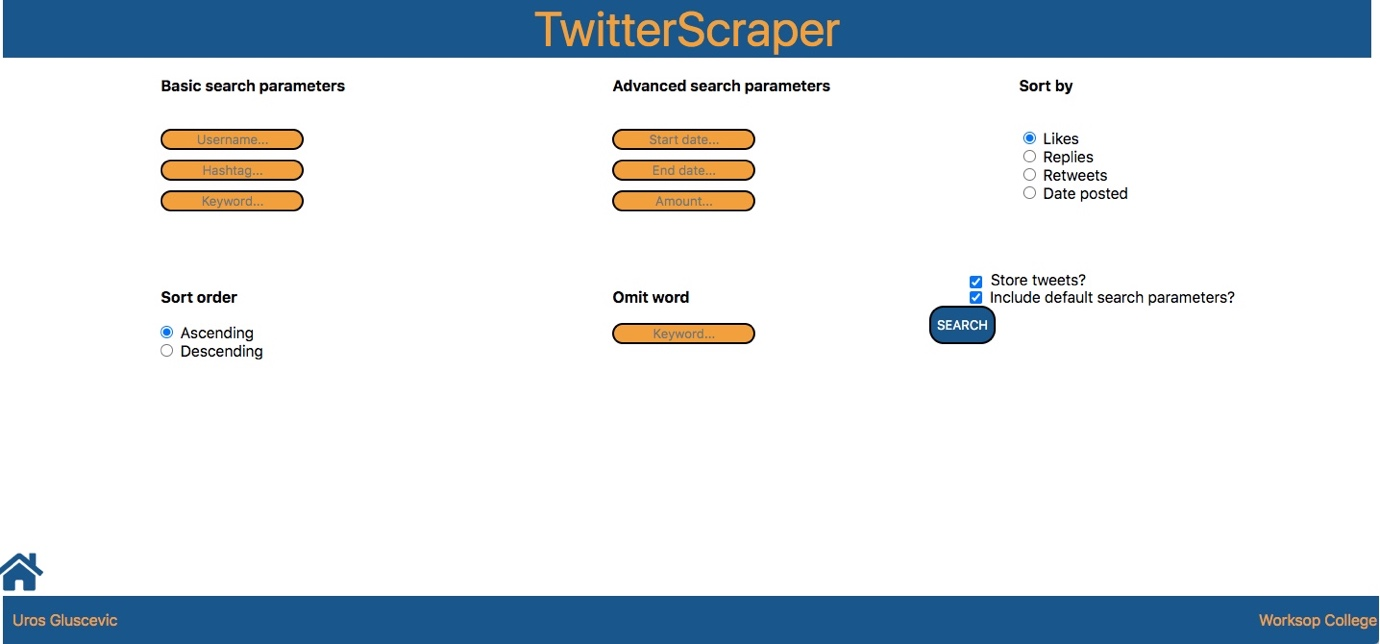 TwitterScraper
Basic search parameters
Username...
Hashtag...
Keyword...
Advanced search parameters
Start date...
End date...
Amount...
Sort by
Likes
Replies
Retweets
Date posted
Sort order
Ascending
Descending
Omit word
Keyword...
Store tweets?
Include default search parameters?
SEARCH
Uros Gluscevic
Worksop College